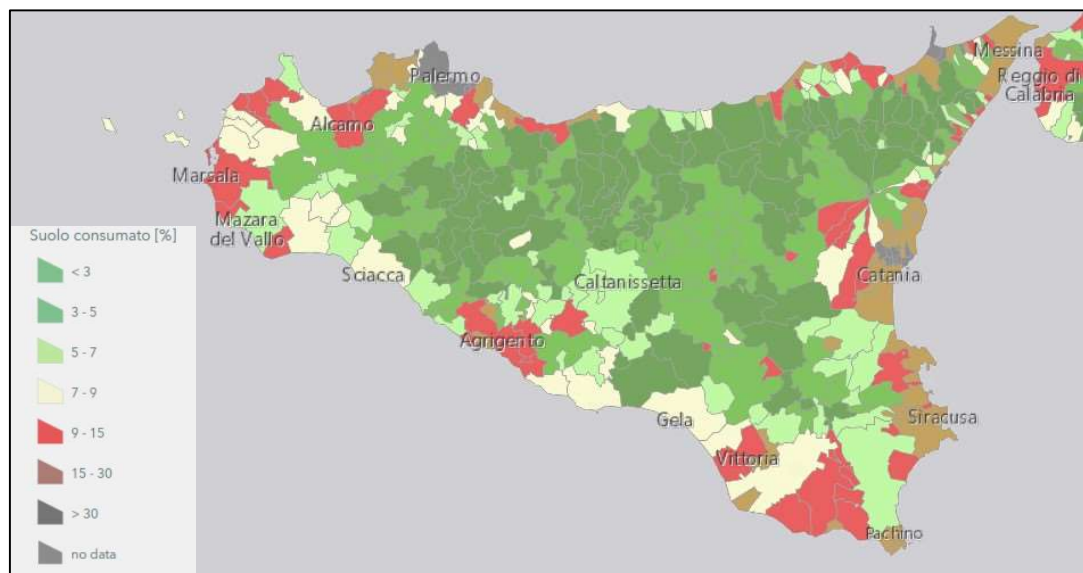 Messina
Palermo
Reggio di
Calabria
Alcamo
Marsala
Mazara
del Vallo
Suolo consumato [%]
Sciacca
Caltanissetta
Catania
< 3
3 - 5
Agrigento
5 - 7
7 - 9
Gela
Siracusa
9 - 15
Vittoria
15 - 30
> 30
Pachino
no data